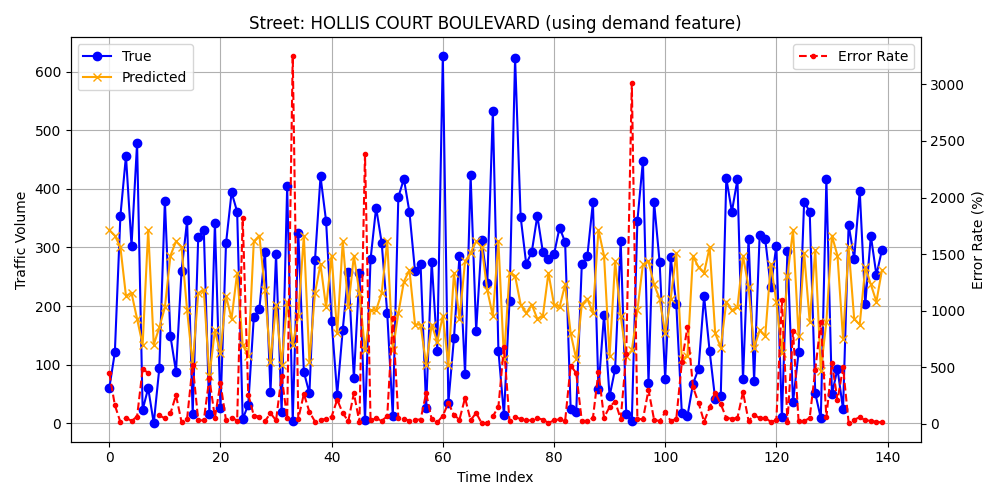 Street: HOLLIS COURT BOULEVARD (using demand feature)
True
Predicted
Error Rate
Traffic Volume
600
500
400
300
200
100
0
3000
2500
2000
1500
1000
500
0
Error Rate (%)
0 20 40 60 80 100 120 140
Time Index